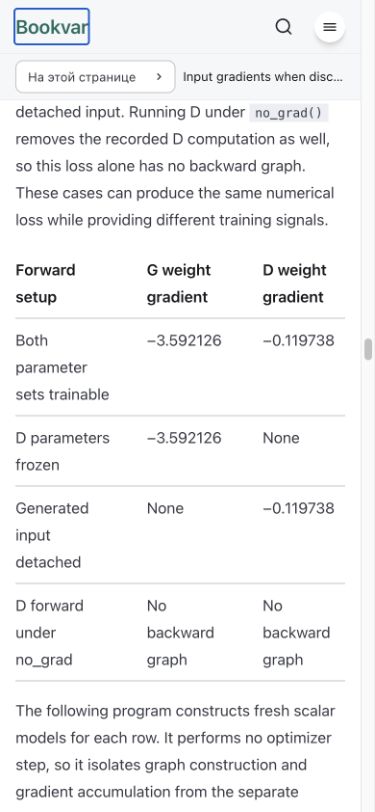 Bookvar
На этой странице
Input gradients when disc...
detached input. Running D under no_grad()
removes the recorded D computation as well,
so this loss alone has no backward graph.
These cases can produce the same numerical
loss while providing different training signals.
Forward setup
G weight gradient
D weight gradient
Both parameter sets trainable
−3.592126
−0.119738
D parameters frozen
−3.592126
None
Generated input detached
None
−0.119738
D forward under no_grad
No backward graph
No backward graph
The following program constructs fresh scalar
models for each row. It performs no optimizer
step, so it isolates graph construction and
gradient accumulation from the separate